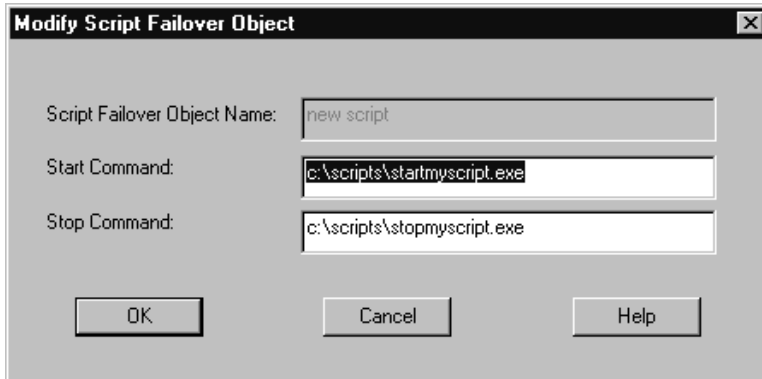 Modify Script Failover Object
Script Failover Object Name: new script
Start Command: c:\scripts\startmyscript.exe
Stop Command: c:\scripts\stopmyscript.exe
OK Cancel Help